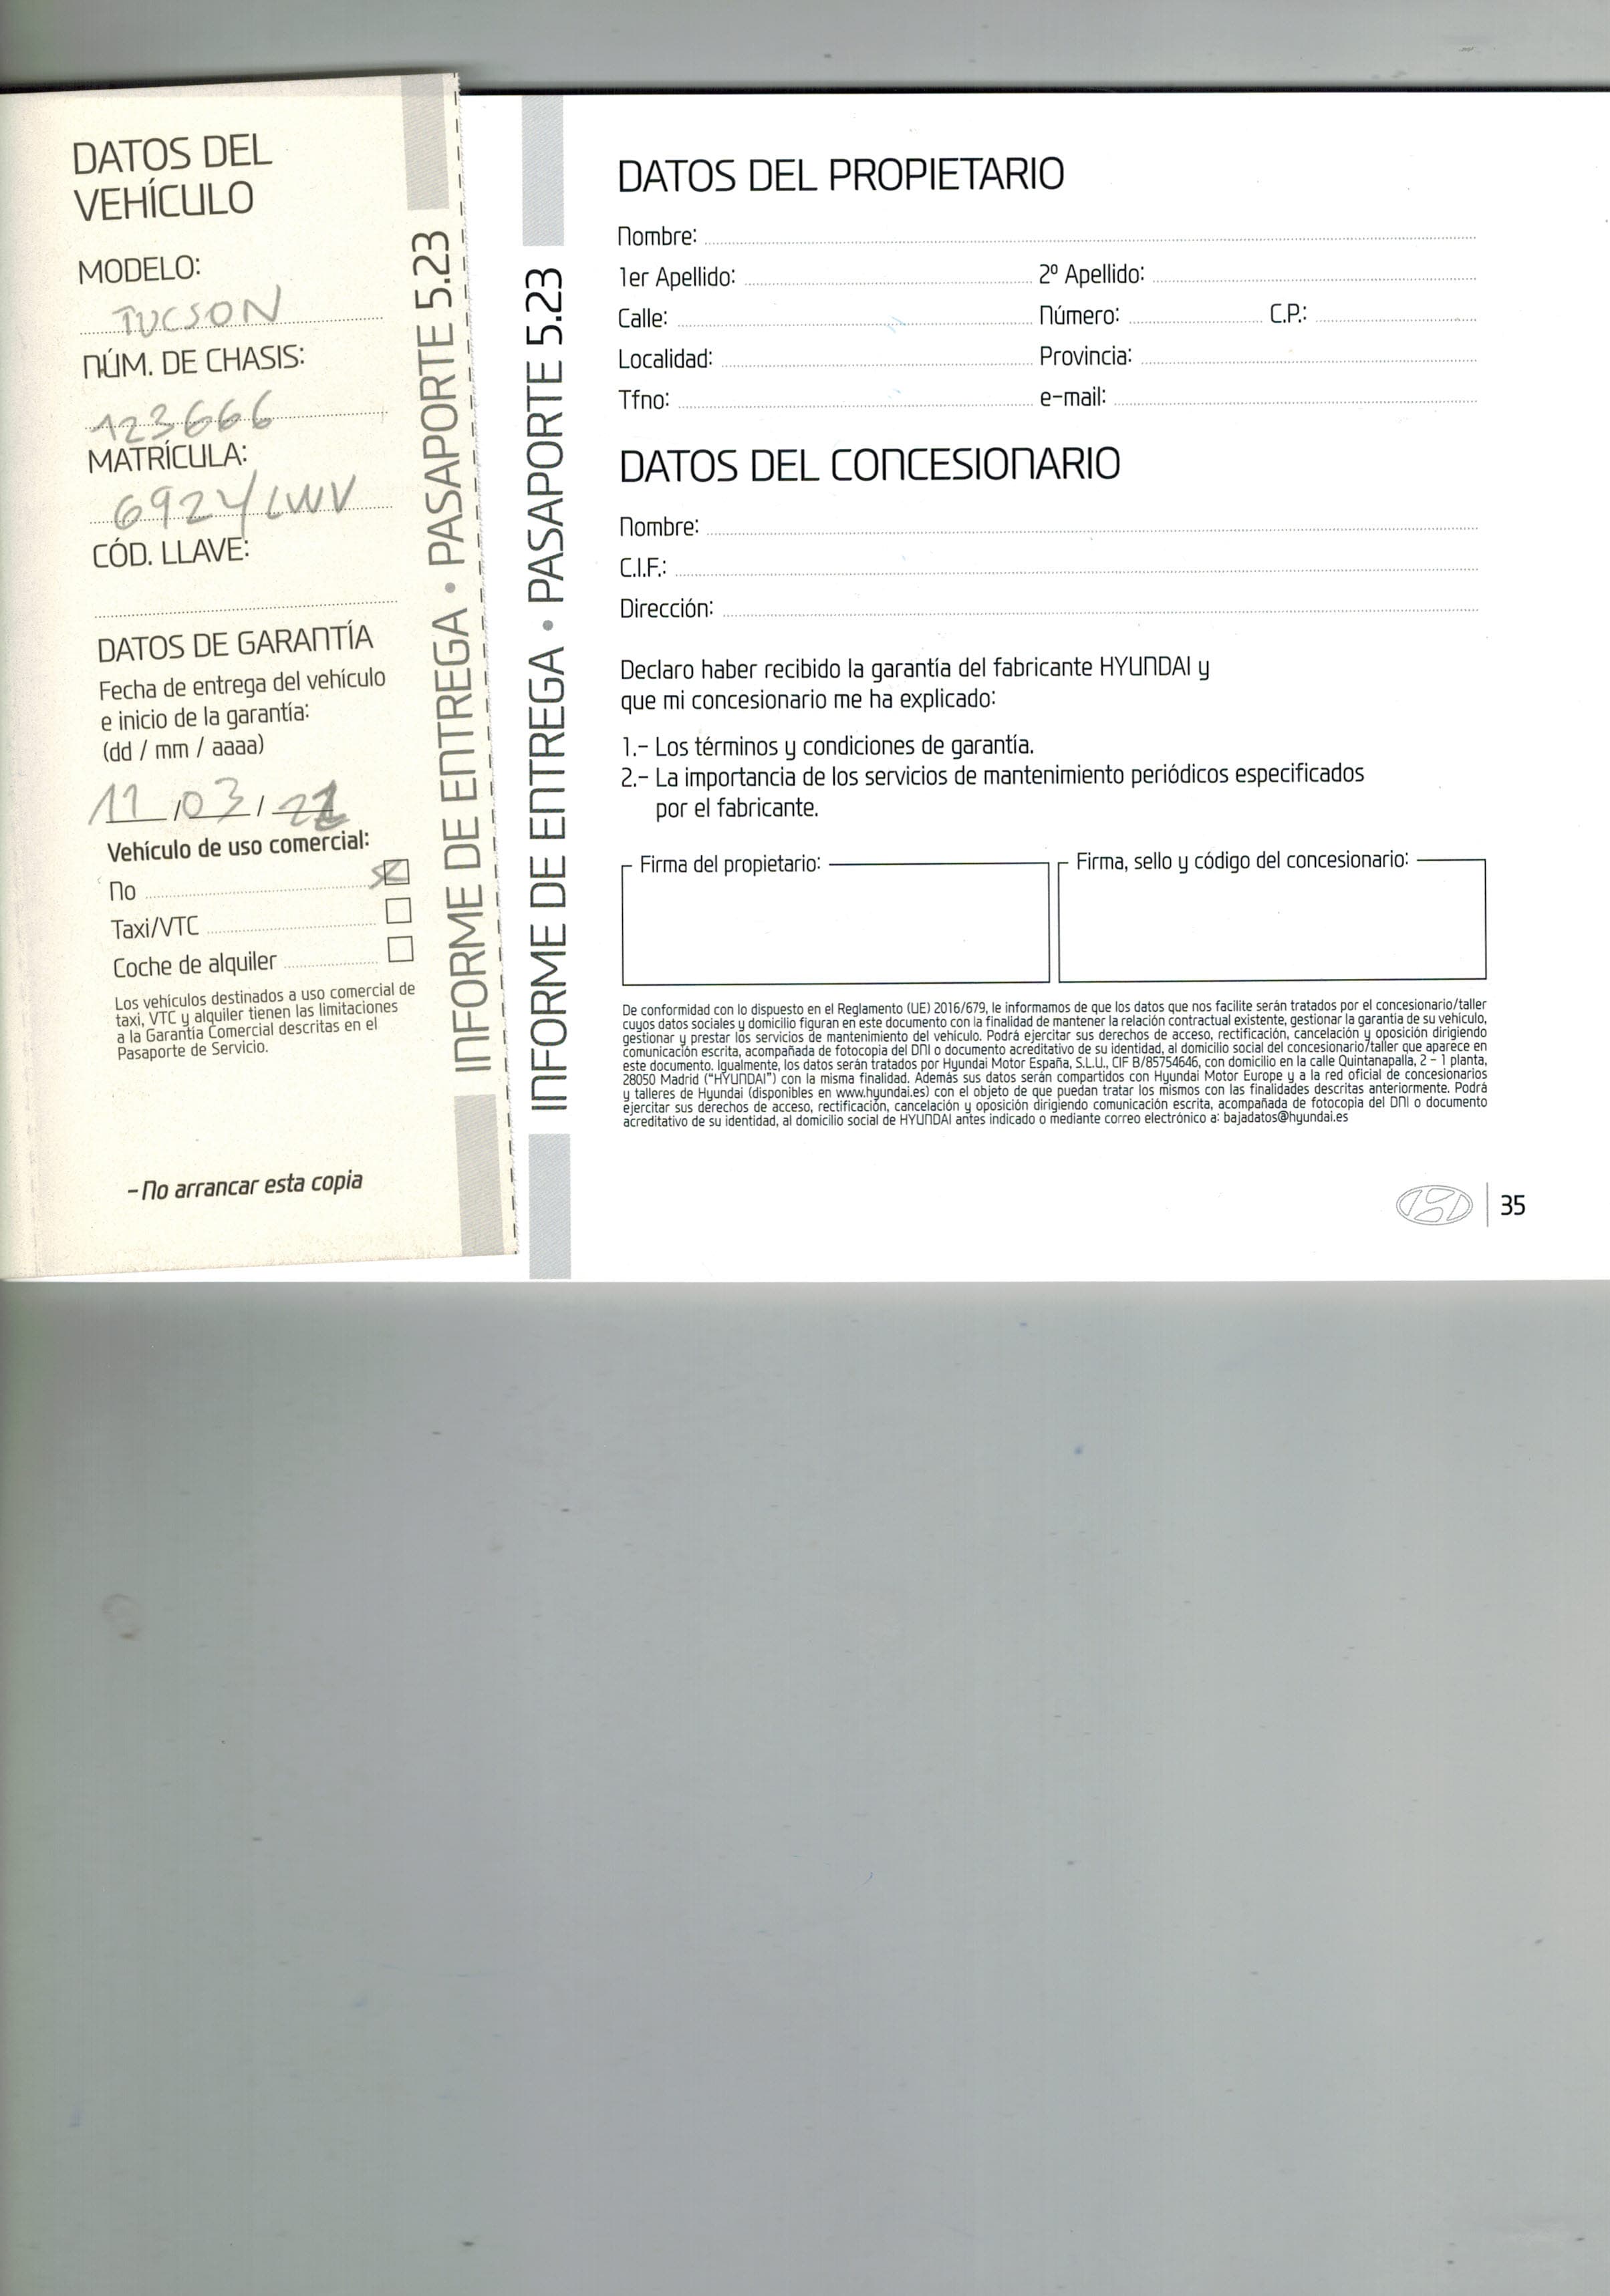 DATOS DEL
VEHÍCULO
MODELO:
TUCSON
NÚM. DE CHASIS:
123666
MATRÍCULA:
6924 LWV
CÓD. LLAVE:
DATOS DE GARANTÍA
Fecha de entrega del vehículo
e inicio de la garantía:
(dd / mm / aaaa)
11 / 03 /
Vehículo de uso comercial:
No
Taxi/VTC
Coche de alquiler
Los vehículos destinados a uso comercial de
taxi, VTC y alquiler tienen las limitaciones
a la Garantía Comercial descritas en el
Pasaporte de Servicio.
-No arrancar esta copia
INFORME DE ENTREGA • PASAPORTE 5.23
INFORME DE ENTREGA • PASAPORTE 5.23
DATOS DEL PROPIETARIO
Nombre:
1er Apellido: 2º Apellido:
Calle: Número: C.P.:
Localidad: Provincia:
Tfno: e-mail:
DATOS DEL CONCESIONARIO
Nombre:
C.I.F.:
Dirección:
Declaro haber recibido la garantía del fabricante HYUNDAI y
que mi concesionario me ha explicado:
1.- Los términos y condiciones de garantía.
2.- La importancia de los servicios de mantenimiento periódicos especificados
por el fabricante.
Firma del propietario: Firma, sello y código del concesionario:
De conformidad con lo dispuesto en el Reglamento (UE) 2016/679, le informamos de que los datos que nos facilite serán tratados por el concesionario/taller
cuyos datos sociales y domicilio figuran en este documento con la finalidad de mantener la relación contractual existente, gestionar la garantía de su vehículo,
gestionar y prestar los servicios de mantenimiento del vehículo. Podrá ejercitar sus derechos de acceso, rectificación, cancelación y oposición dirigiendo
comunicación escrita, acompañada de fotocopia del DNI o documento acreditativo de su identidad, al domicilio social del concesionario/taller que aparece en
este documento. Igualmente, los datos serán tratados por Hyundai Motor España, S.L.U., CIF B/85754646, con domicilio en la calle Quintanapalla, 2 - 1 planta,
28050 Madrid ("HYUNDAI") con la misma finalidad. Además sus datos serán compartidos con Hyundai Motor Europe y a la red oficial de concesionarios
y talleres de Hyundai (disponibles en www.hyundai.es) con el objeto de que puedan tratar los mismos con las finalidades descritas anteriormente. Podrá
ejercitar sus derechos de acceso, rectificación, cancelación y oposición dirigiendo comunicación escrita, acompañada de fotocopia del DNI o documento
acreditativo de su identidad, al domicilio social de HYUNDAI antes indicado o mediante correo electrónico a: bajadatos@hyundai.es
35